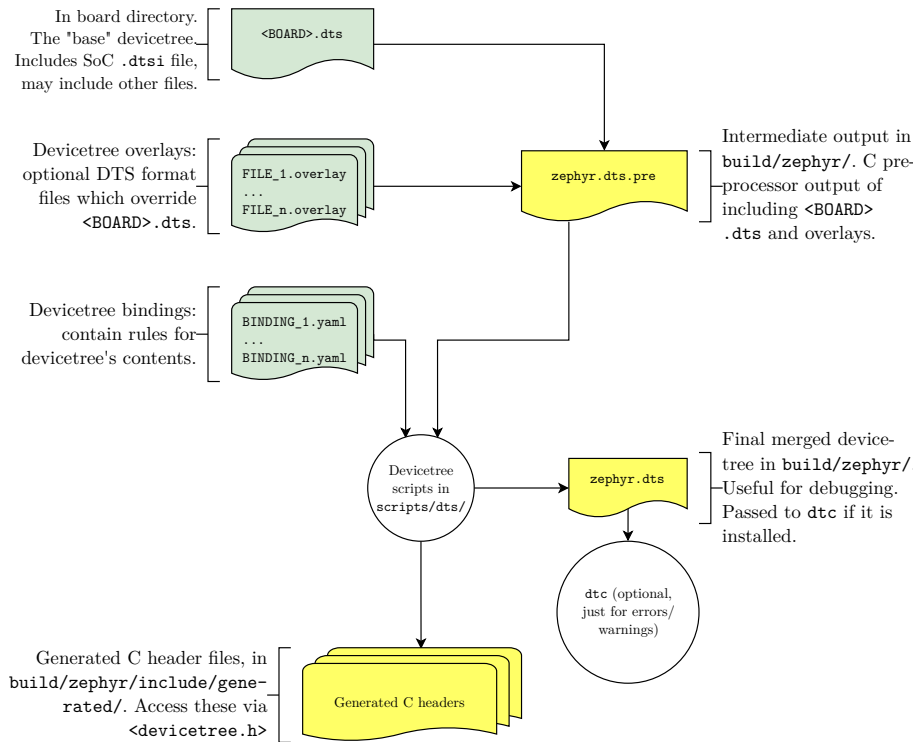 In board directory.
The "base" devicetree.
Includes SoC .dtsi file,
may include other files.
<BOARD>.dts
Devicetree overlays:
optional DTS format
files which override
<BOARD>.dts.
FILE_1.overlay
...
FILE_n.overlay
zephyr.dts.pre
Intermediate output in
build/zephyr/. C pre-
processor output of
including <BOARD>
.dts and overlays.
Devicetree bindings:
contain rules for
devicetree's contents.
BINDING_1.yaml
...
BINDING_n.yaml
Devicetree
scripts in
scripts/dts/
zephyr.dts
Final merged device-
tree in build/zephyr/.
Useful for debugging.
Passed to dtc if it is
installed.
dtc (optional,
just for errors/
warnings)
Generated C header files, in
build/zephyr/include/gene-
rated/. Access these via
<devicetree.h>
Generated C headers